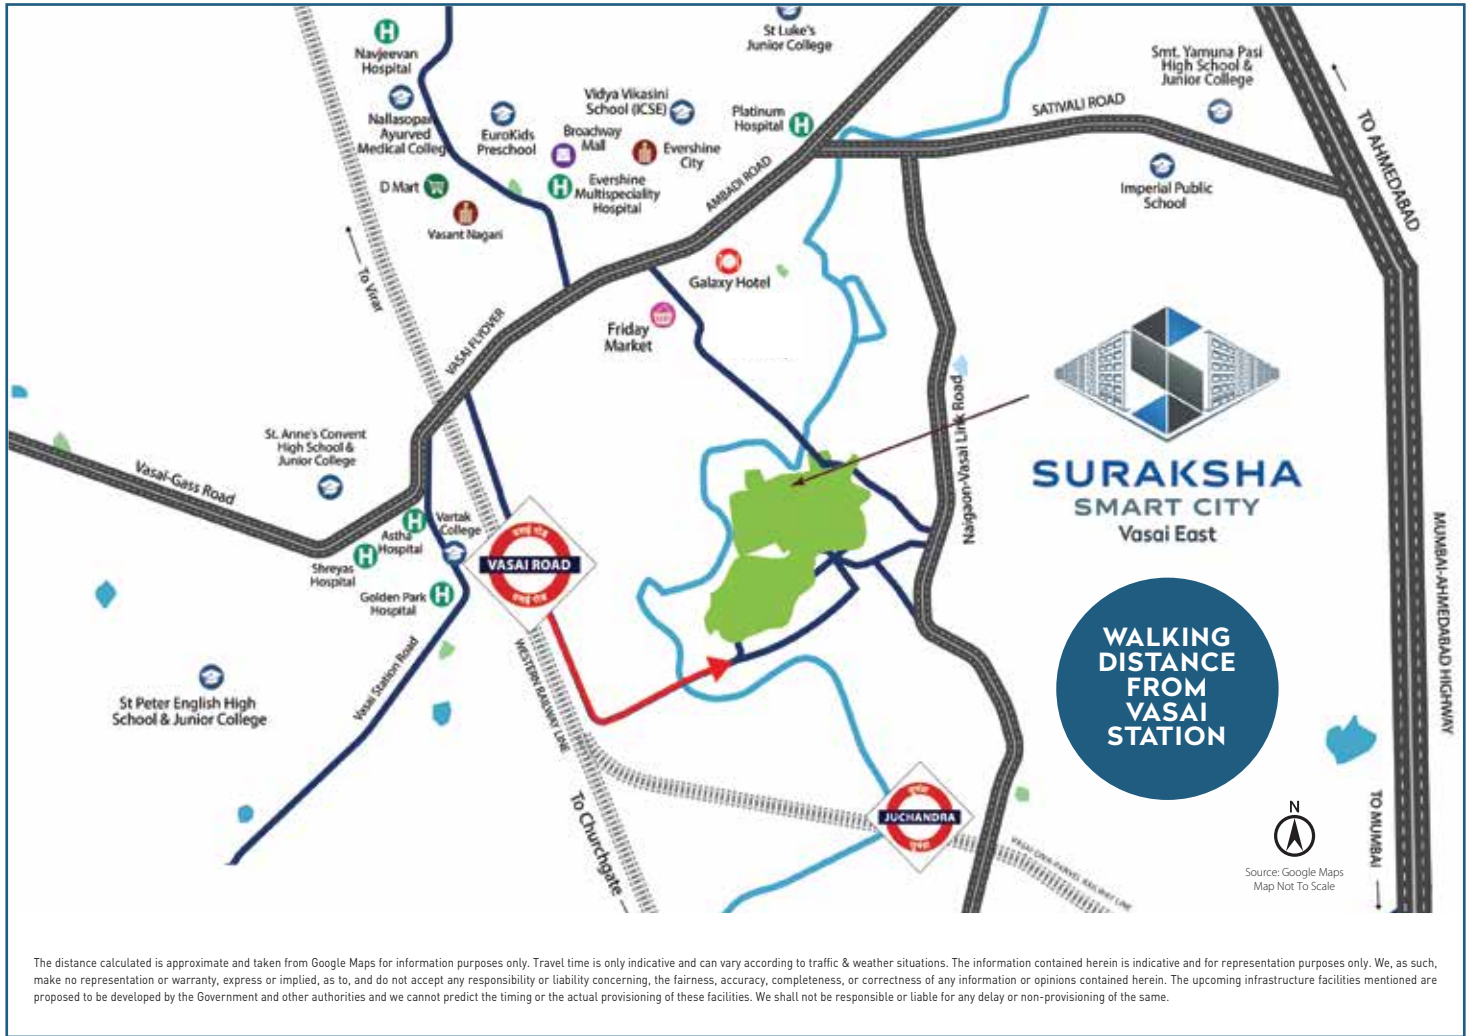 Navjeevan
Hospital
St Luke's
Junior College
Smt. Yamuna Pasi
High School &
Junior College
Nallasopar
Ayurved
Medical College
EuroKids
Preschool
Vidya Vikasini
School (ICSE)
Broadway
Mall
Evershine
City
Platinum
Hospital
SATIVALI ROAD
TO AHMEDABAD
D Mart
Evershine
Multispeciality
Hospital
AMBADI ROAD
Imperial Public
School
Vasant Nagari
To Virar
Galaxy Hotel
VASAI FLYOVER
Friday
Market
St. Anne's Convent
High School &
Junior College
Vasai-Gass Road
Naigaon-Vasai Link Road
SURAKSHA
SMART CITY
Vasai East
Astha
Hospital
Vartak
College
Shreyas
Hospital
Golden Park
Hospital
वसई रोड
VASAI ROAD
वसई रोड
MUMBAI-AHMEDABAD HIGHWAY
WALKING
DISTANCE
FROM
VASAI
STATION
St Peter English High
School & Junior College
Vasai Station Road
WESTERN RAILWAY LINE
To Churchgate
JUCHANDRA
TO MUMBAI
N
Source: Google Maps
Map Not To Scale
The distance calculated is approximate and taken from Google Maps for information purposes only. Travel time is only indicative and can vary according to traffic & weather situations. The information contained herein is indicative and for representation purposes only. We, as such,
make no representation or warranty, express or implied, as to, and do not accept any responsibility or liability concerning, the fairness, accuracy, completeness, or correctness of any information or opinions contained herein. The upcoming infrastructure facilities mentioned are
proposed to be developed by the Government and other authorities and we cannot predict the timing or the actual provisioning of these facilities. We shall not be responsible or liable for any delay or non-provisioning of the same.